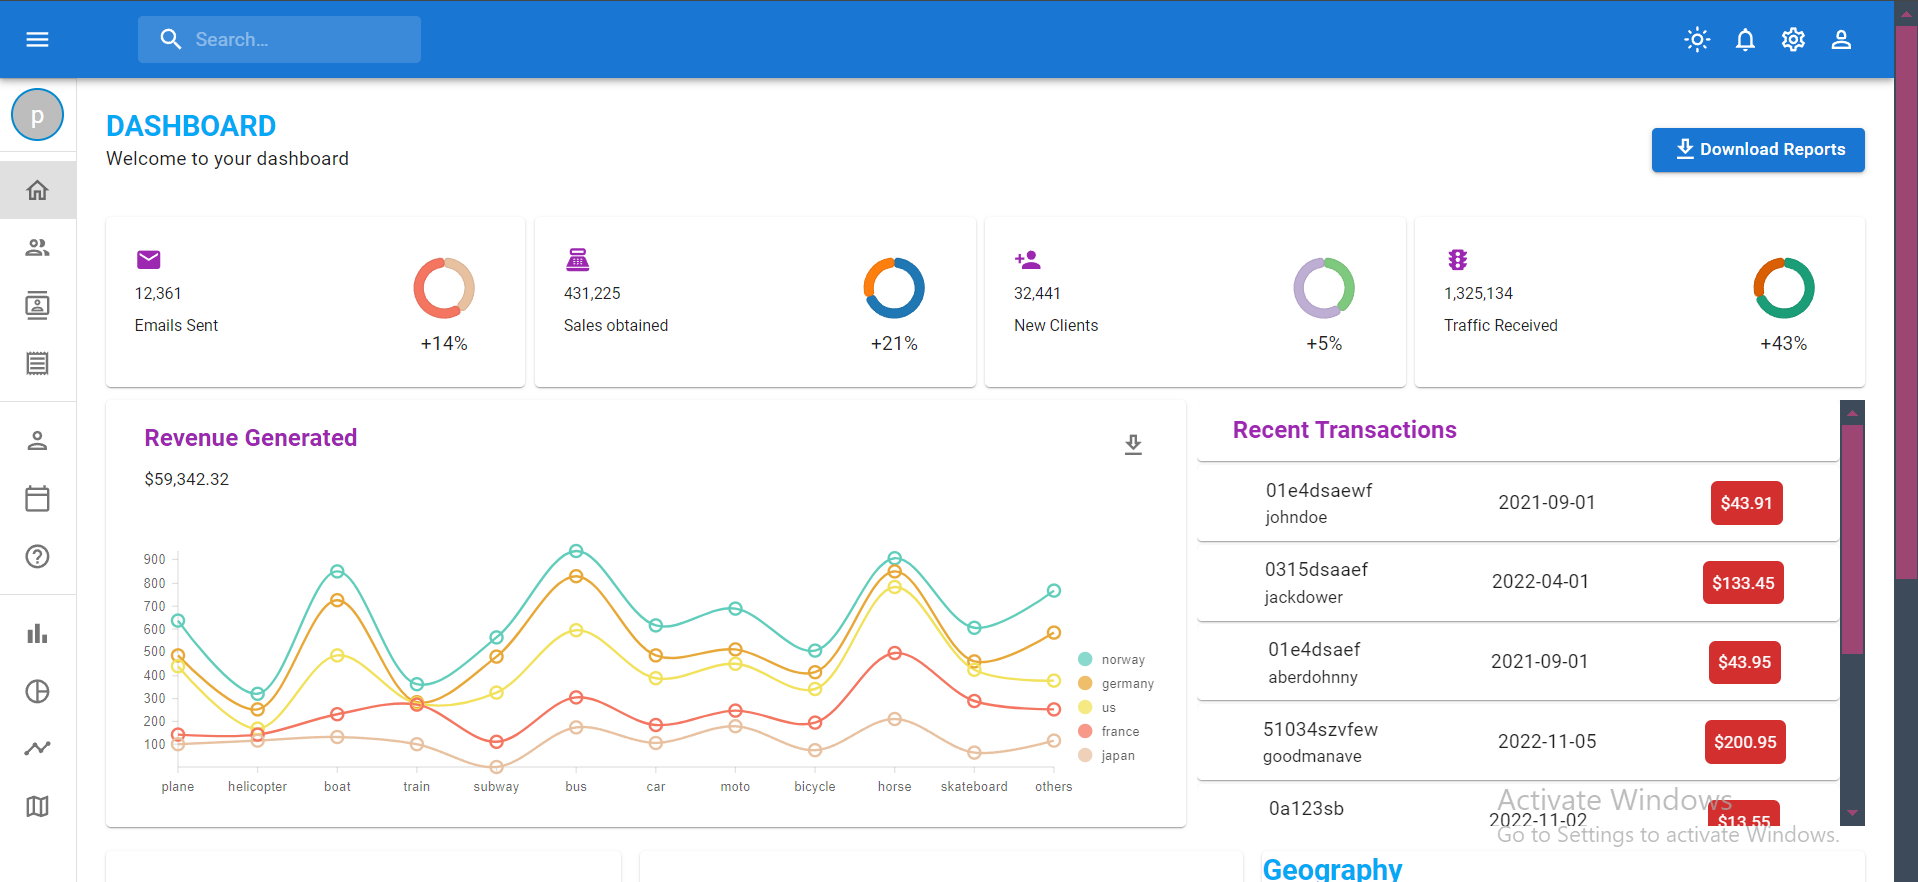 Search...
p
DASHBOARD
Welcome to your dashboard
Download Reports
12,361
Emails Sent
+14%
431,225
Sales obtained
+21%
32,441
New Clients
+5%
1,325,134
Traffic Received
+43%
Revenue Generated
$59,342.32
900
800
700
600
500
400
300
200
100
plane helicopter boat train subway bus car moto bicycle horse skateboard others
norway
germany
us
france
japan
Recent Transactions
01e4dsaewf
johndoe
2021-09-01
$43.91
0315dsaaef
jackdower
2022-04-01
$133.45
01e4dsaef
aberdohnny
2021-09-01
$43.95
51034szvfew
goodmanave
2022-11-05
$200.95
0a123sb
2022-11-02
$13.55
Activate Windows
Go to Settings to activate Windows.
Geography